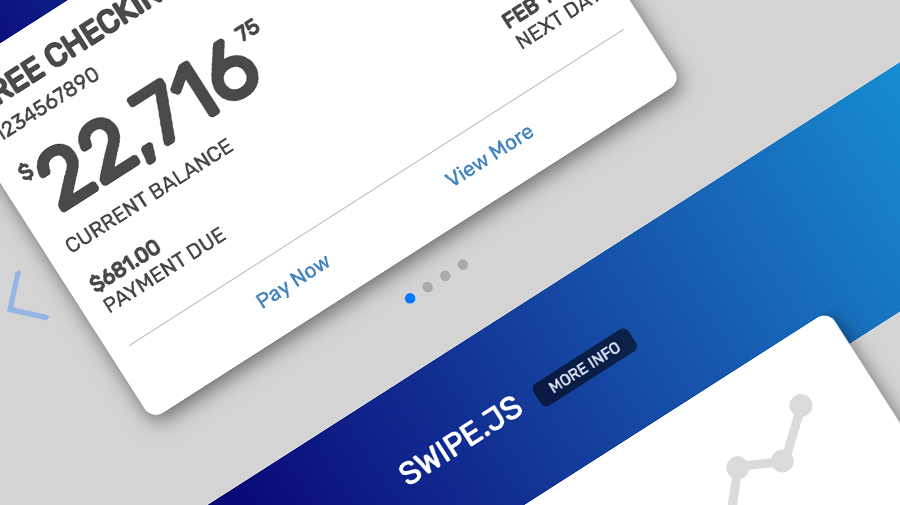 REE CHECKIN
1234567890
$22,716 75
CURRENT BALANCE
FEB
NEXT DA
$681.00
PAYMENT DUE
Pay Now
View More
SWIPE.JS
MORE INFO